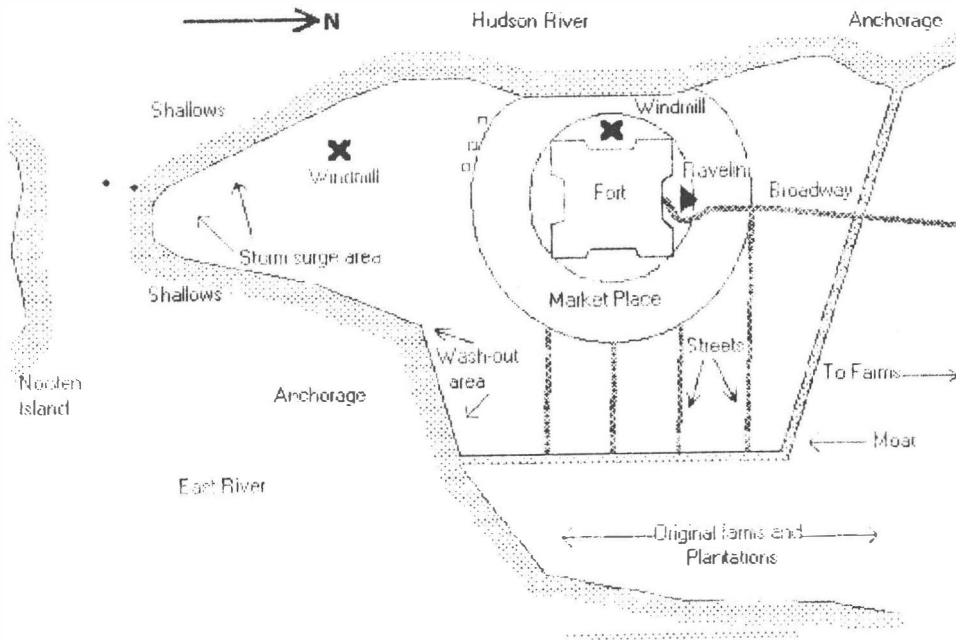 N
Hudson River
Anchorage
Shallows
Windmill
Windmill
Fort
Ravelin
Broadway
Storm surge area
Shallows
Market Place
Wash-out
area
Streets
To Farms
Nooten
Island
Anchorage
Moat
East River
Original farms and
Plantations